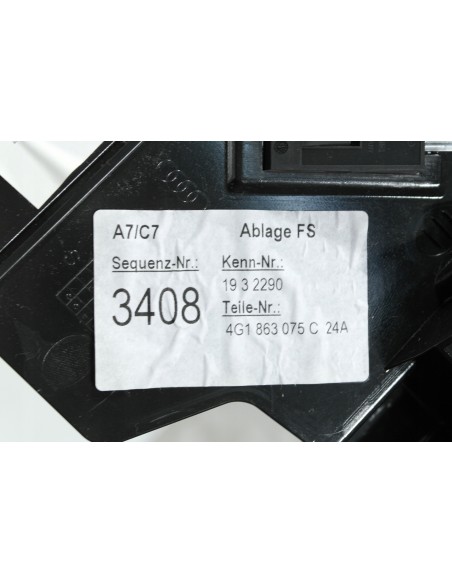 A7/C7 Ablage FS
Sequenz-Nr.: Kenn-Nr.:
3408 19 3 2290
Teile-Nr.:
4G1 863 075 C 24A